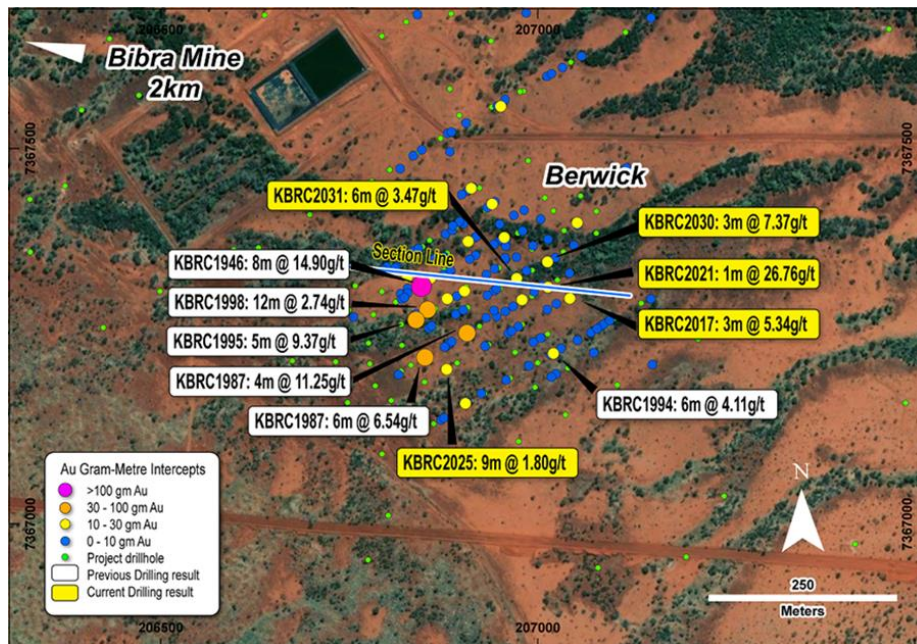 206500
207000
Bibra Mine
2km
7367500
7367500
Berwick
KBRC2031: 6m @ 3.47g/t
KBRC2030: 3m @ 7.37g/t
Section Line
KBRC1946: 8m @ 14.90g/t
KBRC2021: 1m @ 26.76g/t
KBRC1998: 12m @ 2.74g/t
KBRC2017: 3m @ 5.34g/t
KBRC1995: 5m @ 9.37g/t
KBRC1987: 4m @ 11.25g/t
KBRC1994: 6m @ 4.11g/t
KBRC1987: 6m @ 6.54g/t
KBRC2025: 9m @ 1.80g/t
Au Gram-Metre Intercepts
>100 gm Au
30 - 100 gm Au
10 - 30 gm Au
0 - 10 gm Au
Project drillhole
Previous Drilling result
Current Drilling result
N
7367000
7367000
250
Meters
206500
207000